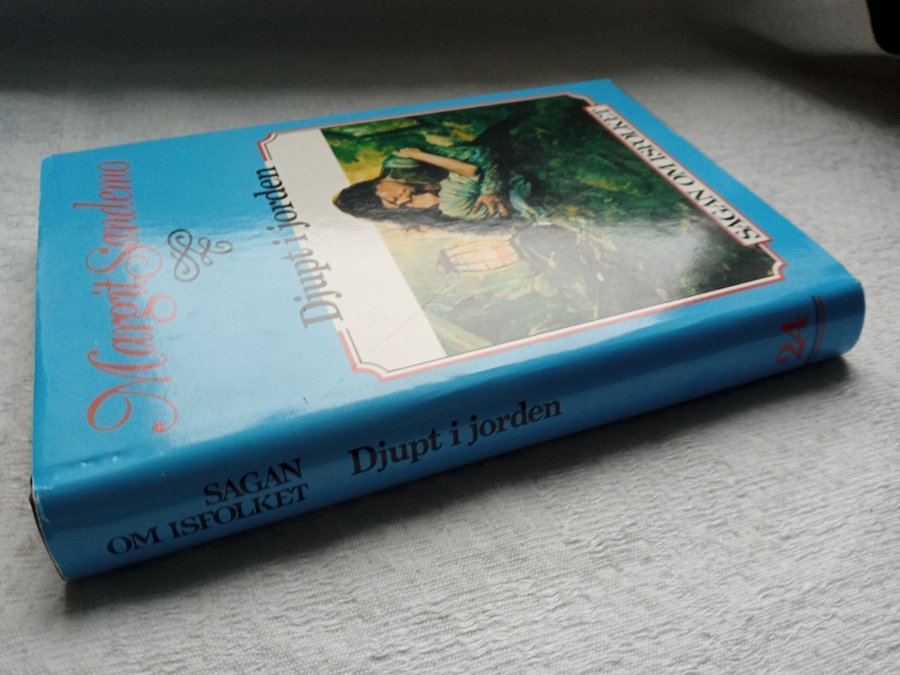 Margit Sandemo
Djupt i jorden
SAGAN OM ISFOLKET
SAGAN
OM ISFOLKET
Djupt i jorden
24